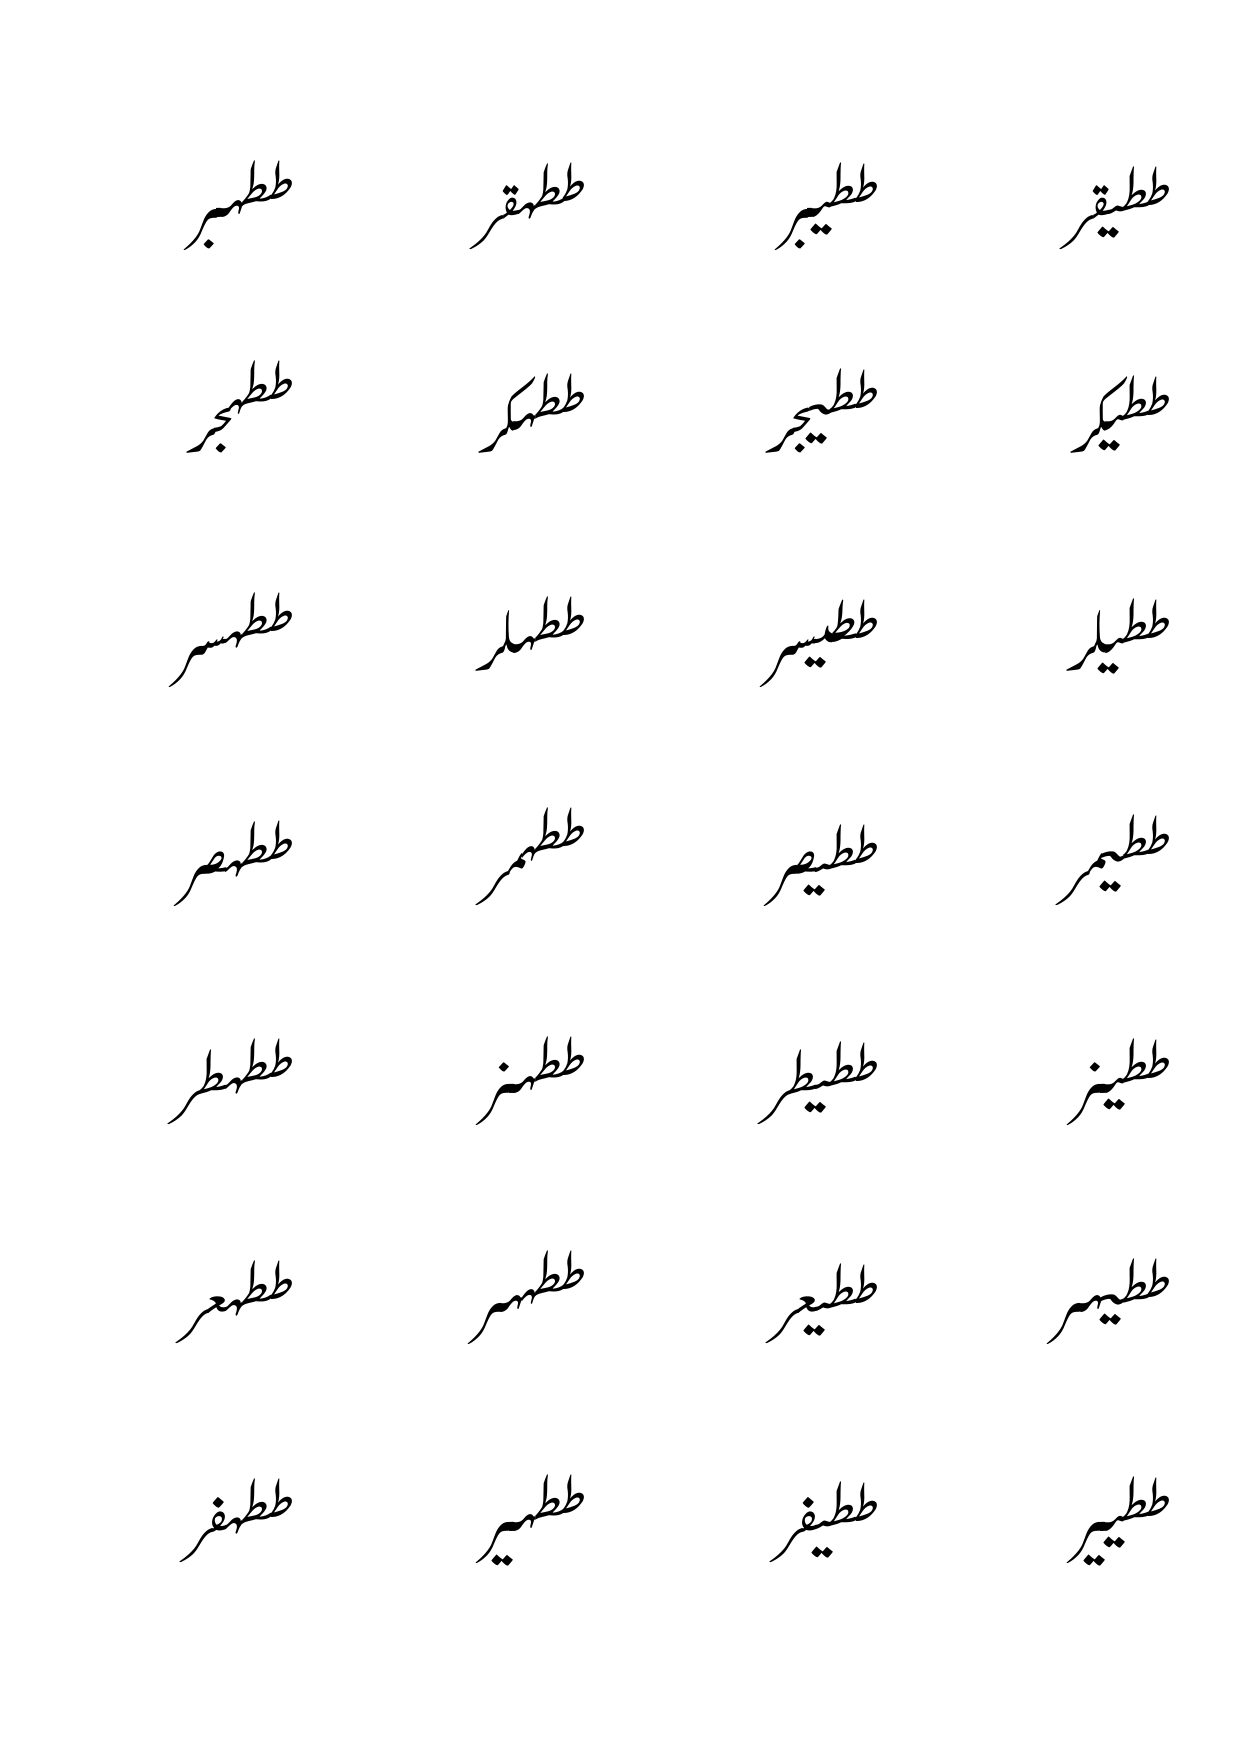 ططيقر ططيبر ططهقر ططهبر
ططيكر ططيجر ططهكر ططهجر
ططيلر ططيسر ططهلر ططهسر
ططيمر ططيصر ططهمر ططهصر
ططينر ططيطر ططهنر ططهطر
ططيهر ططيعر ططههر ططهعر
ططيير ططيفر ططهير ططهفر